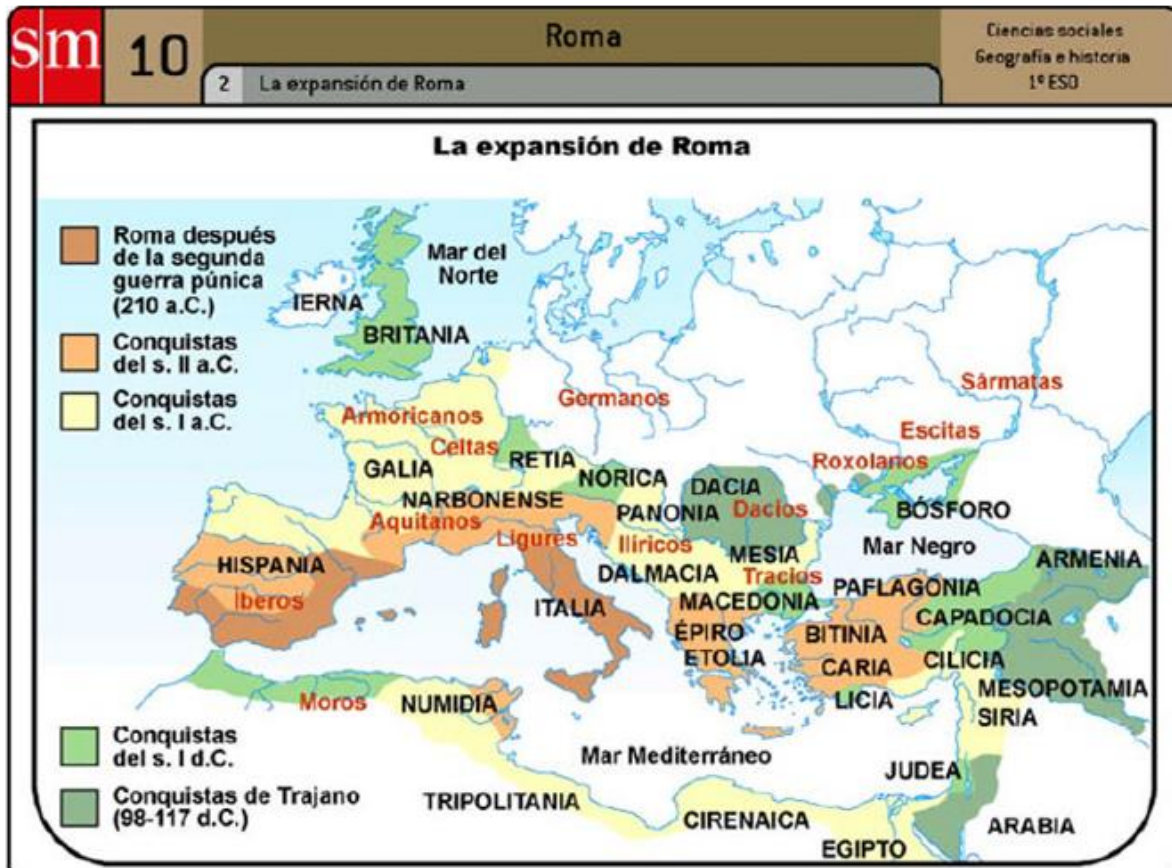 sm
10
Roma
Ciencias sociales
Geografía e historia
1º ESO
2 La expansión de Roma
La expansión de Roma
Roma después
de la segunda
guerra púnica
(210 a.C.)
Conquistas
del s. II a.C.
Conquistas
del s. I a.C.
Mar del
Norte
IERNA
BRITANIA
Germanos
Sármatas
Armoricanos
Escitas
Celtas
RETIA
Roxolanos
GALIA
NÓRICA
DACIA
NARBONENSE
PANONIA
Dacios
BÓSFORO
Aquitanos
Ligures
Ilíricos
MESIA
Mar Negro
ARMENIA
HISPANIA
DALMACIA
Tracios
PAFLAGONIA
Iberos
ITALIA
MACEDONIA
CAPADOCIA
ÉPIRO
BITINIA
ETOLIA
CARIA
CILICIA
Moros
NUMIDIA
LICIA
MESOPOTAMIA
SIRIA
Conquistas
del s. I d.C.
Mar Mediterráneo
JUDEA
Conquistas de Trajano
(98-117 d.C.)
TRIPOLITANIA
CIRENAICA
ARABIA
EGIPTO